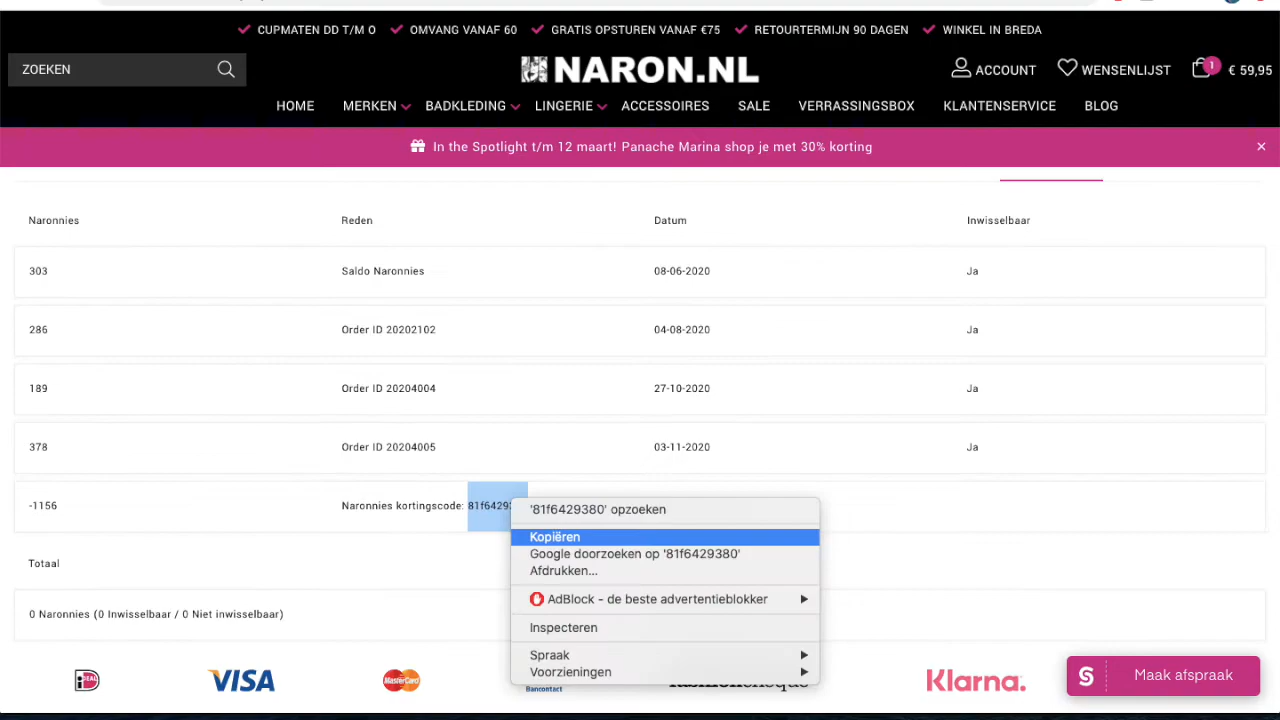 CUPMATEN DD T/M O OMVANG VANAF 60 GRATIS OPSTUREN VANAF €75 RETOURTERMIJN 90 DAGEN WINKEL IN BREDA
ZOEKEN
NARON.NL
ACCOUNT WENSENLIJST 1 € 59,95
HOME MERKEN BADKLEDING LINGERIE ACCESSOIRES SALE VERRASSINGSBOX KLANTENSERVICE BLOG
In the Spotlight t/m 12 maart! Panache Marina shop je met 30% korting ×
Naronnies Reden Datum Inwisselbaar
303 Saldo Naronnies 08-06-2020 Ja
286 Order ID 20202102 04-08-2020 Ja
189 Order ID 20204004 27-10-2020 Ja
378 Order ID 20204005 03-11-2020 Ja
-1156 Naronnies kortingscode: 81f6429
'81f6429380' opzoeken
Kopiëren
Google doorzoeken op '81f6429380'
Afdrukken...
AdBlock - de beste advertentieblokker
Inspecteren
Spraak
Voorzieningen
Totaal
0 Naronnies (0 Inwisselbaar / 0 Niet inwisselbaar)
iDEAL VISA MasterCard Bancontact Klarna.
S Maak afspraak